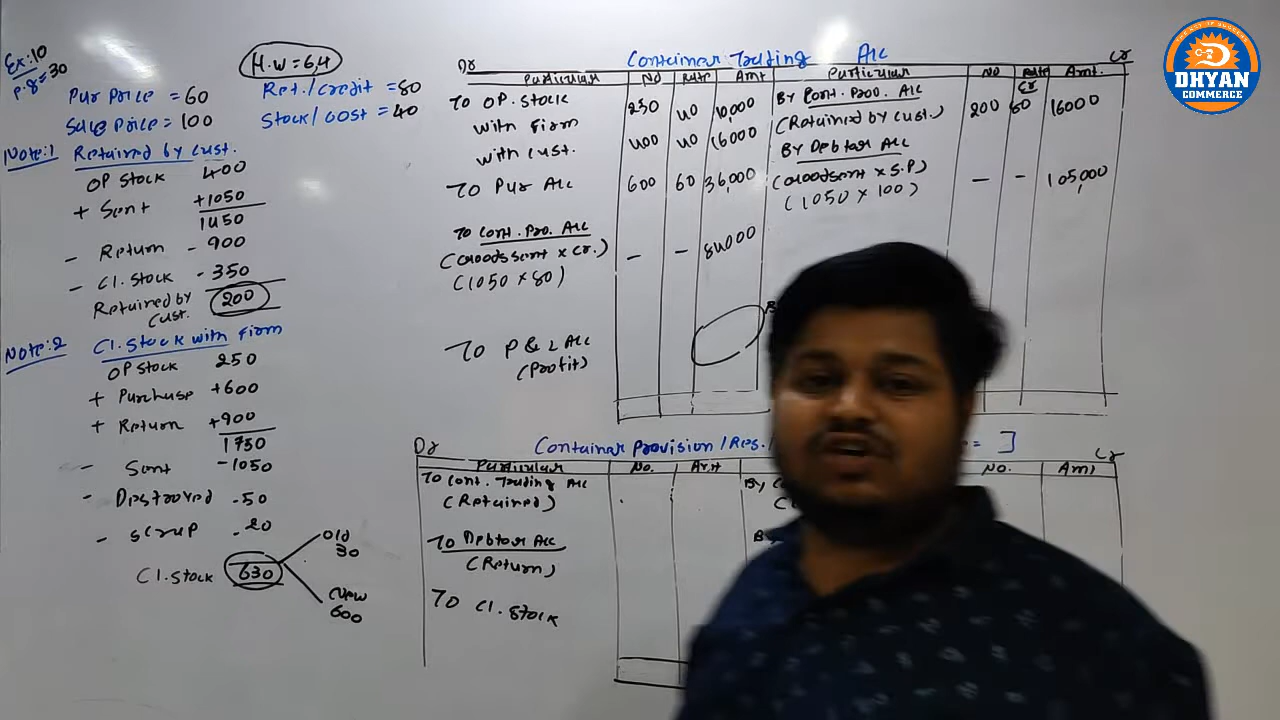 Ex:10
P.g=30
H.W=6,4
Pur Price = 60
Sale Price = 100
Ret./credit = 80
Stock/cost = 40
Note:1 Retained by cust.
OP stock 400
+ Sent +1050
1450
- Return - 900
- Cl. Stock - 350
Retained by cust. 200
Note:2 Cl. Stock with Firm
OP stock 250
+ Purchase +600
+ Return +900
1750
- Sent -1050
- Destroyed - 50
- Scrap - 20
Cl. stock 630
Old 30
New 600
Dr Container Trading A/c Cr
Particular No Rate Amt Particular No Rate Amt.
To OP. Stock
with Firm 250 40 10,000
with cust. 400 40 16000
To Pur A/c 600 60 36,000
To Cont. Pro. A/c
(Goods sent x Cr.) - - 84000
(1050 x 80)
To P & L A/c
(Profit)
By Cont. Pro. A/c
(Retained by cust.) 200 80 16000
Cr
By Debtor A/c
(Goods sent x S.P) - - 105,000
(1050 x 100)
Dr Container Provision/Res. Cr
Particular No. Amt No. Amt
To Cont. Trading A/c
(Retained)
To Debtor A/c
(Return)
To Cl. Stock
DHYAN
COMMERCE